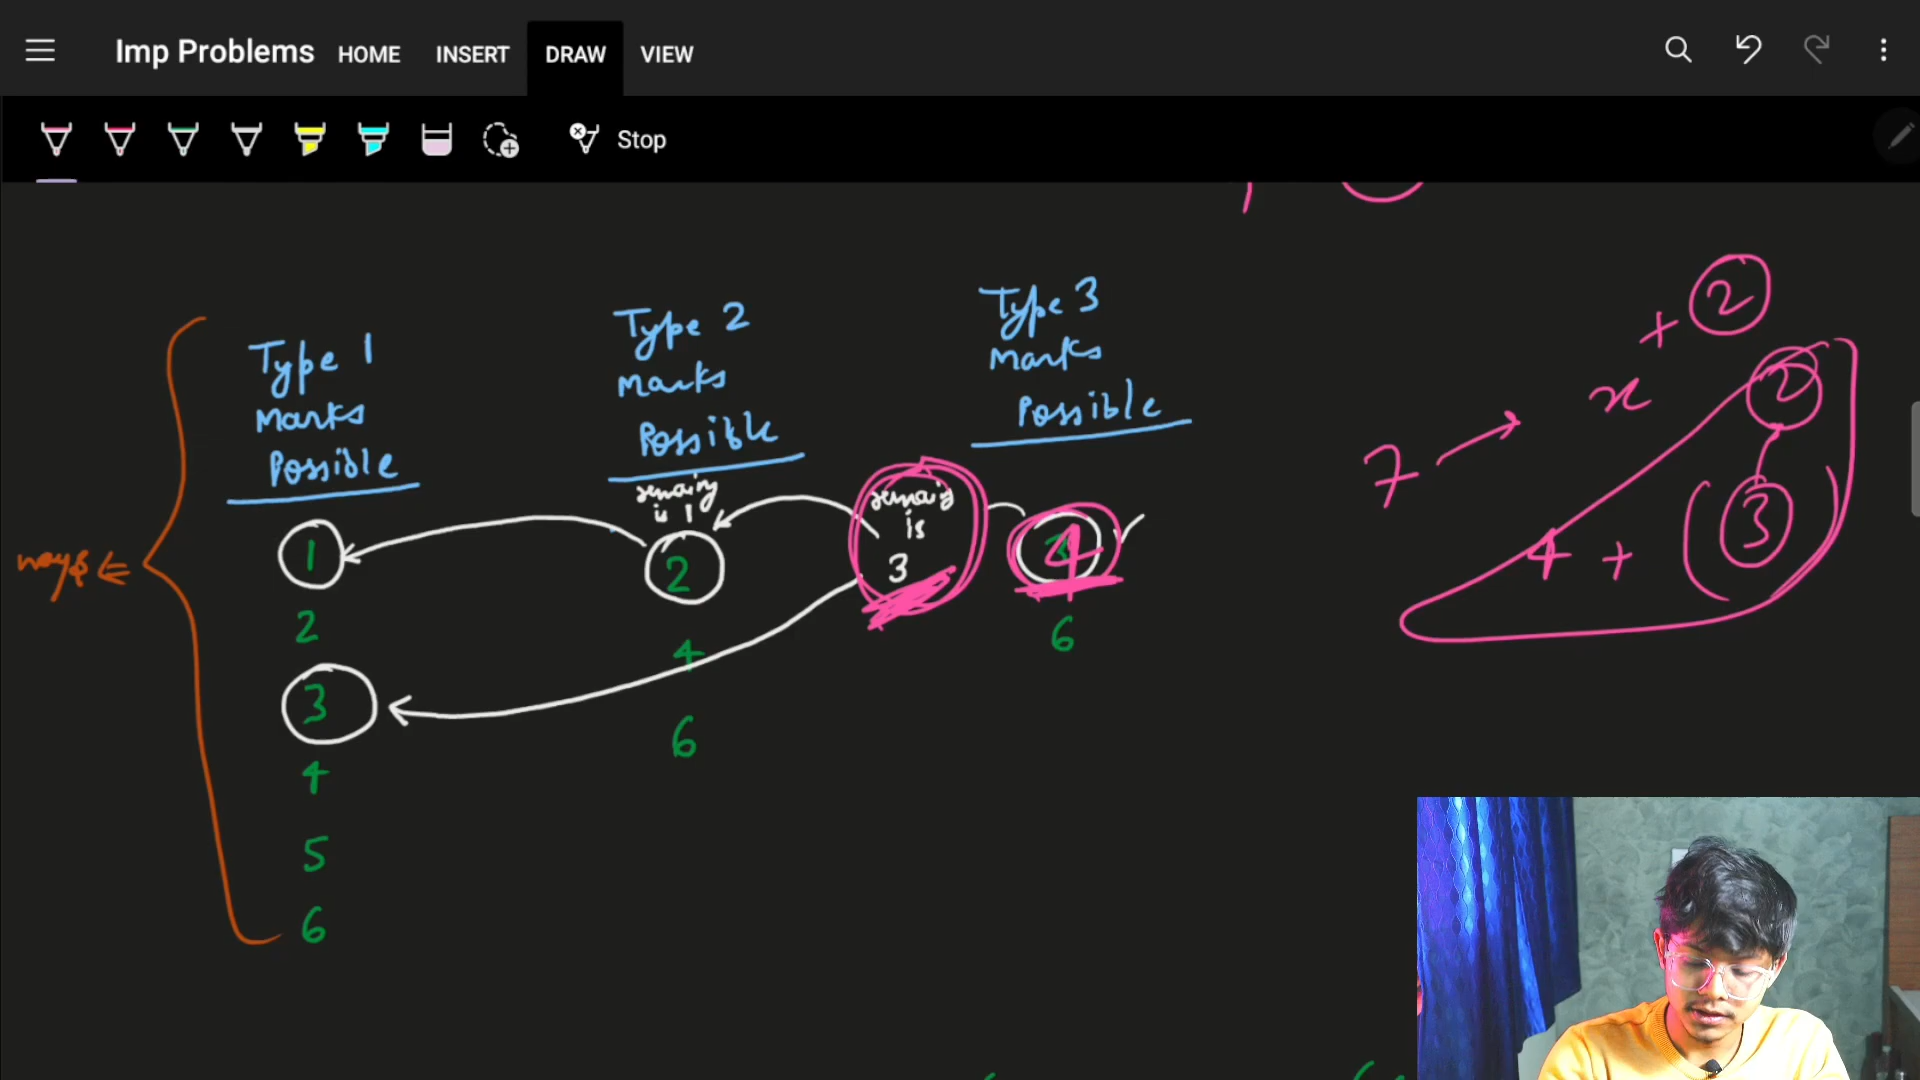 Imp Problems HOME INSERT DRAW VIEW
Stop
Type 1
Marks
Possible
Type 2
Marks
Possible
Type 3
Marks
Possible
is 1
is
3
ways
1
2
3
4
5
6
2
4
6
4
6
+ 2
7 → x 2
4 + (3)